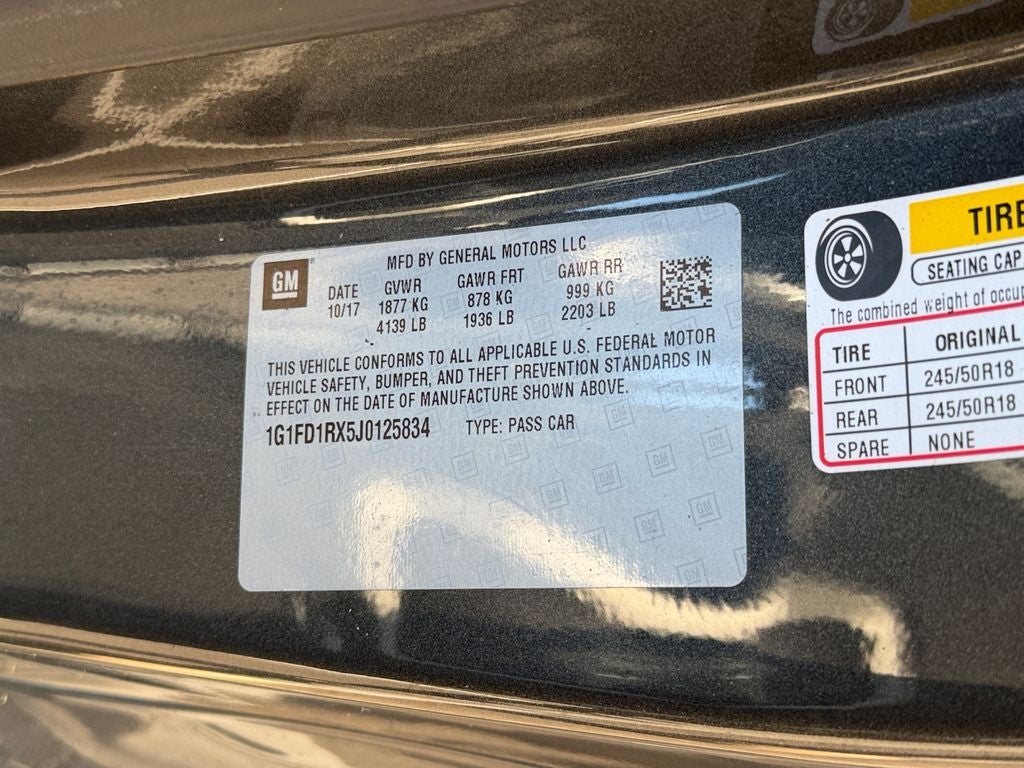 GM
MFD BY GENERAL MOTORS LLC
DATE GVWR GAWR FRT GAWR RR
10/17 1877 KG 878 KG 999 KG
4139 LB 1936 LB 2203 LB
THIS VEHICLE CONFORMS TO ALL APPLICABLE U.S. FEDERAL MOTOR
VEHICLE SAFETY, BUMPER, AND THEFT PREVENTION STANDARDS IN
EFFECT ON THE DATE OF MANUFACTURE SHOWN ABOVE.
1G1FD1RX5J0125834 TYPE: PASS CAR
TIRE
SEATING CAP
The combined weight of occu
TIRE ORIGINAL
FRONT 245/50R18
REAR 245/50R18
SPARE NONE